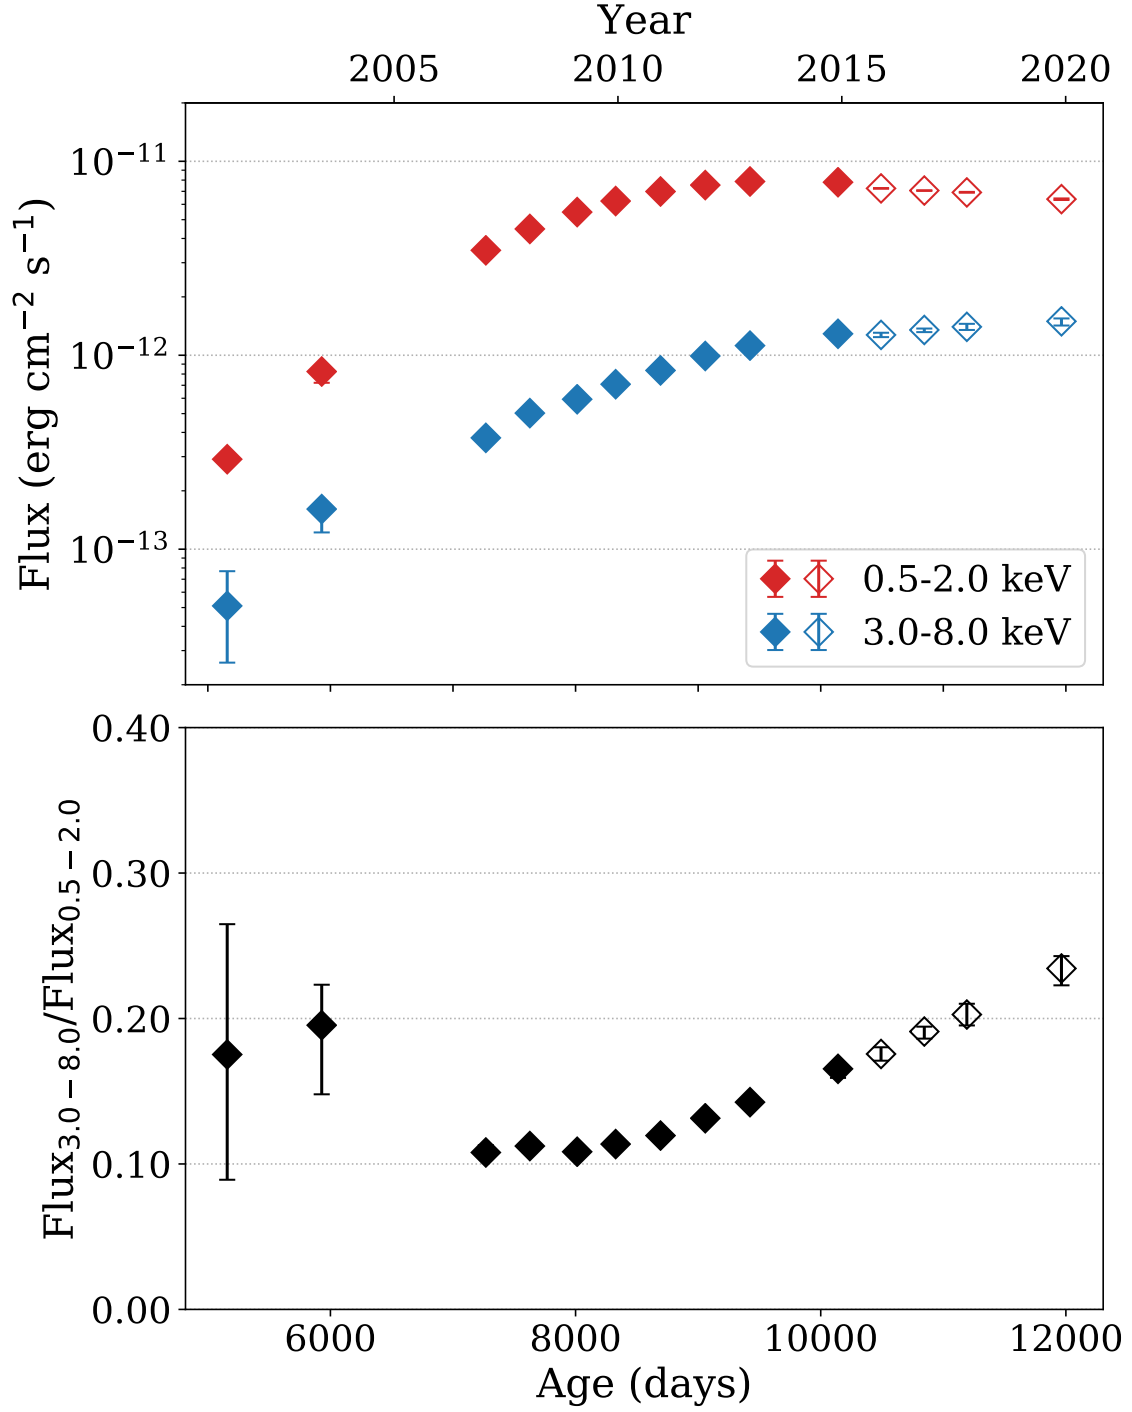 Year
2005 2010 2015 2020
10⁻¹¹
10⁻¹²
10⁻¹³
Flux (erg cm⁻² s⁻¹)
0.5-2.0 keV
3.0-8.0 keV
0.40
0.30
0.20
0.10
0.00
Flux₃.₀₋₈.₀/Flux₀.₅₋₂.₀
6000 8000 10000 12000
Age (days)